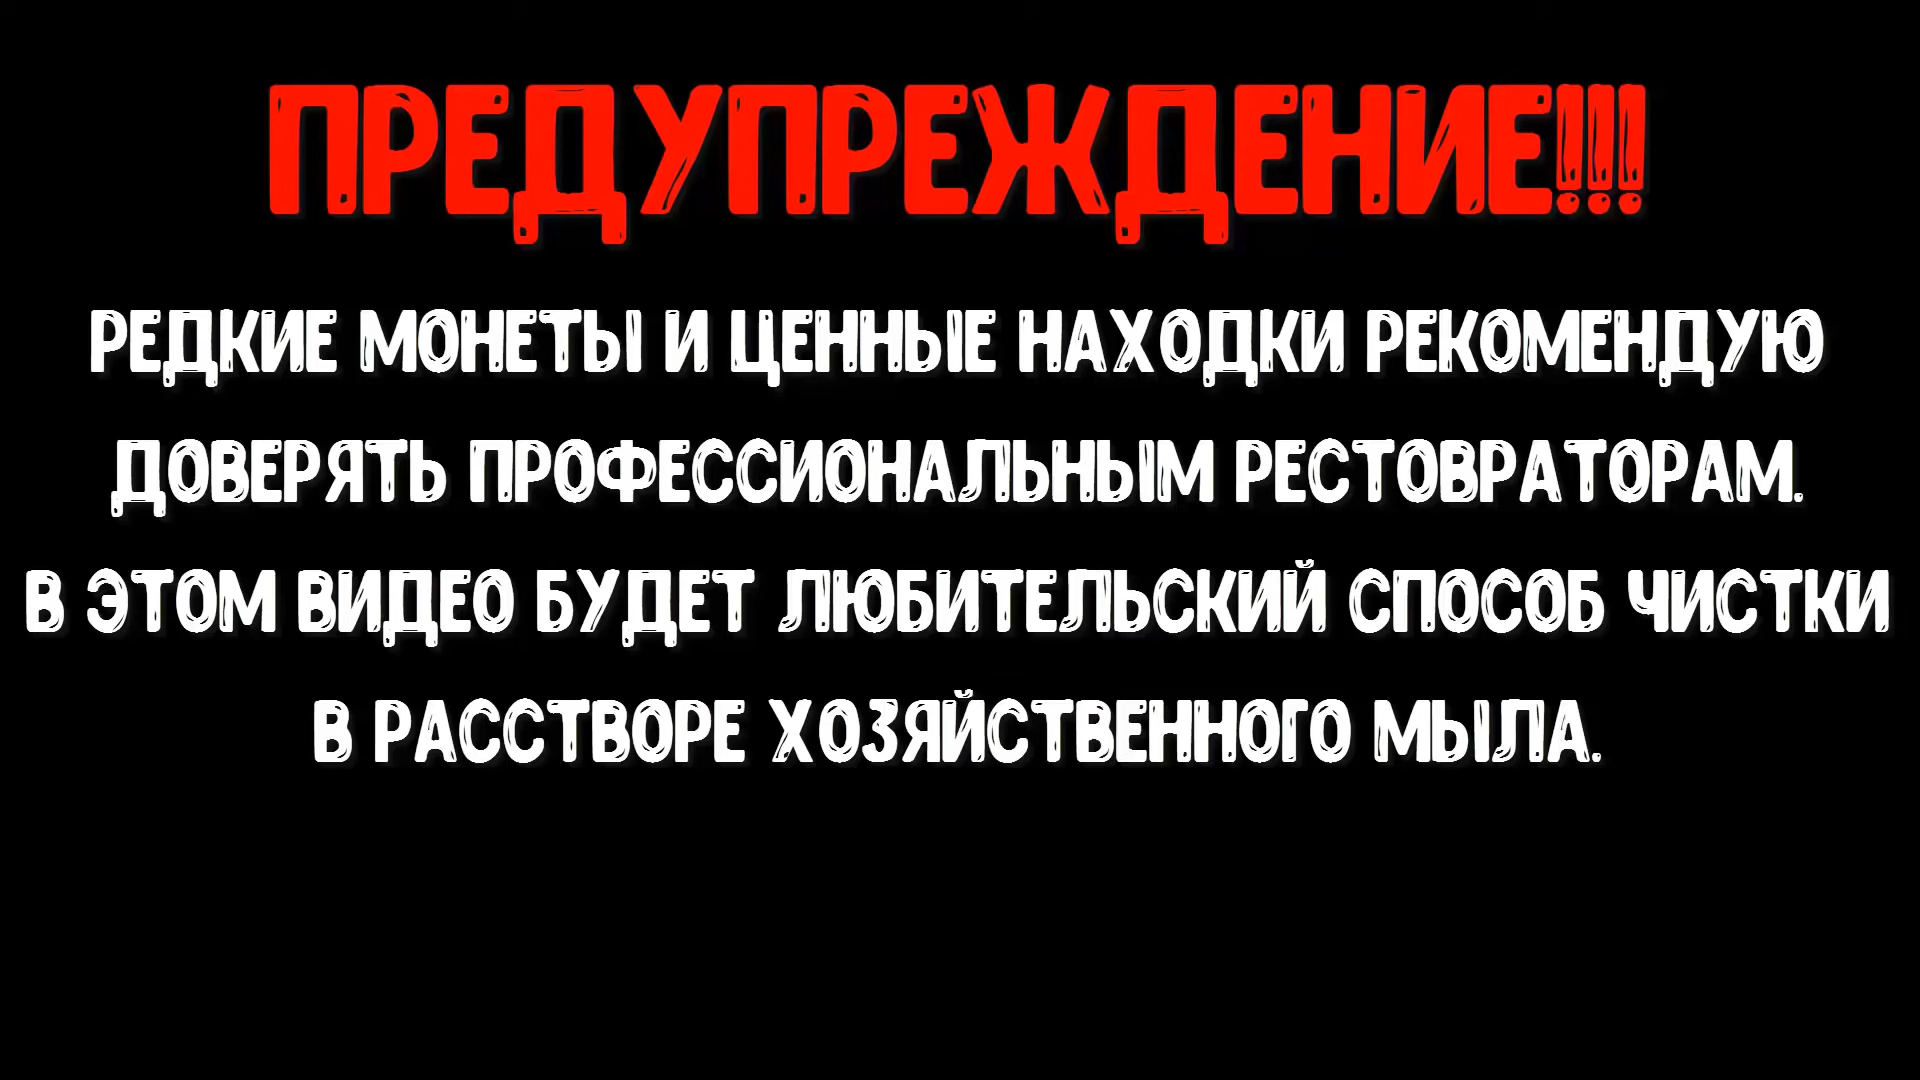 ПРЕДУПРЕЖДЕНИЕ!!!
РЕДКИЕ МОНЕТЫ И ЦЕННЫЕ НАХОДКИ РЕКОМЕНДУЮ
ДОВЕРЯТЬ ПРОФЕССИОНАЛЬНЫМ РЕСТОВРАТОРАМ.
В ЭТОМ ВИДЕО БУДЕТ ЛЮБИТЕЛЬСКИЙ СПОСОБ ЧИСТКИ
В РАССТВОРЕ ХОЗЯЙСТВЕННОГО МЫЛА.